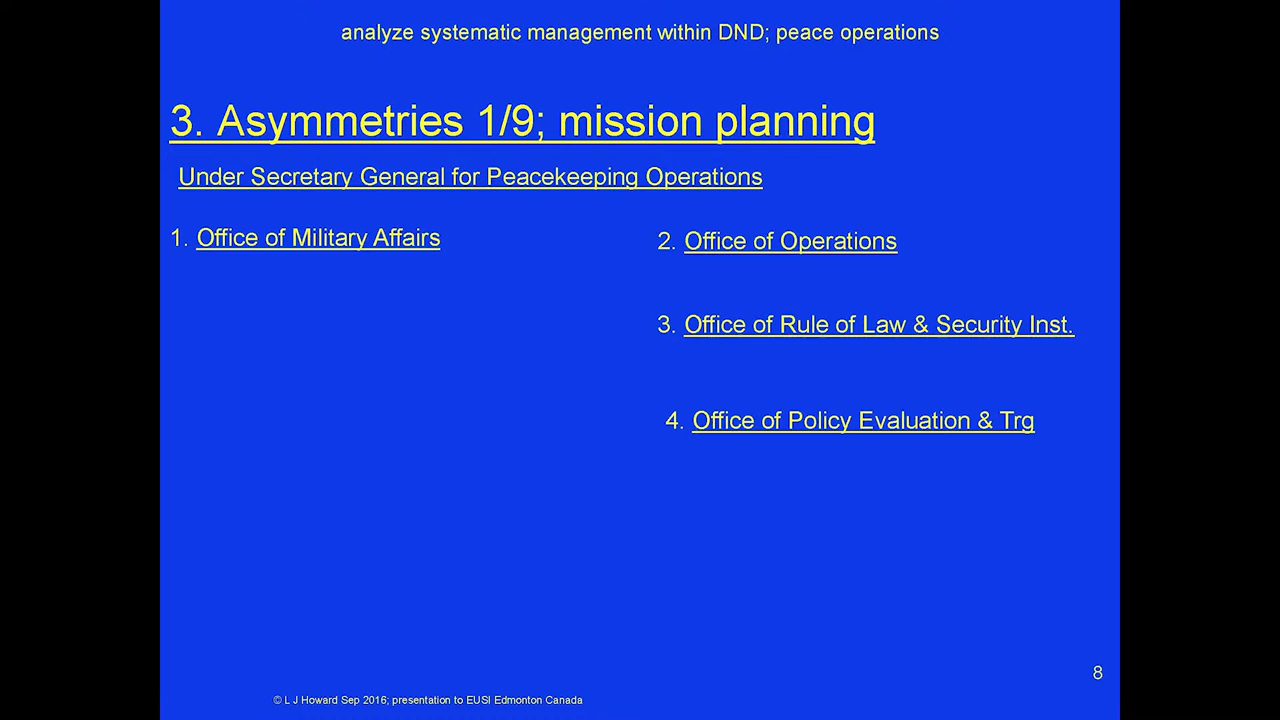 analyze systematic management within DND; peace operations
3. Asymmetries 1/9; mission planning
Under Secretary General for Peacekeeping Operations
1. Office of Military Affairs
2. Office of Operations
3. Office of Rule of Law & Security Inst.
4. Office of Policy Evaluation & Trg
8
© L J Howard Sep 2016; presentation to EUSI Edmonton Canada